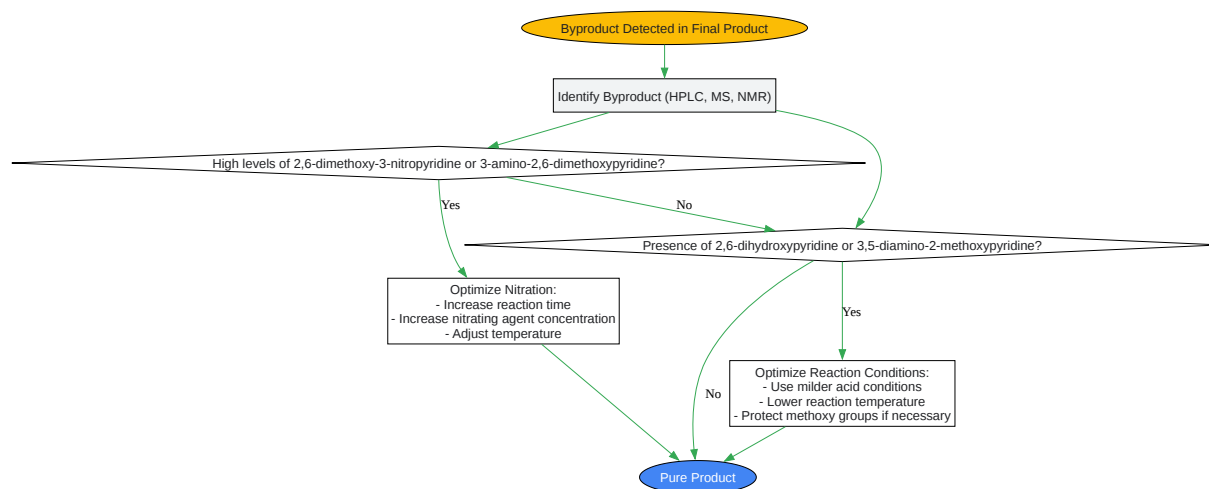 Byproduct Detected in Final Product
Identify Byproduct (HPLC, MS, NMR)
High levels of 2,6-dimethoxy-3-nitropyridine or 3-amino-2,6-dimethoxypyridine?
Yes
No
Presence of 2,6-dihydroxypyridine or 3,5-diamino-2-methoxypyridine?
Optimize Nitration:
- Increase reaction time
- Increase nitrating agent concentration
- Adjust temperature
Yes
No
Optimize Reaction Conditions:
- Use milder acid conditions
- Lower reaction temperature
- Protect methoxy groups if necessary
Pure Product